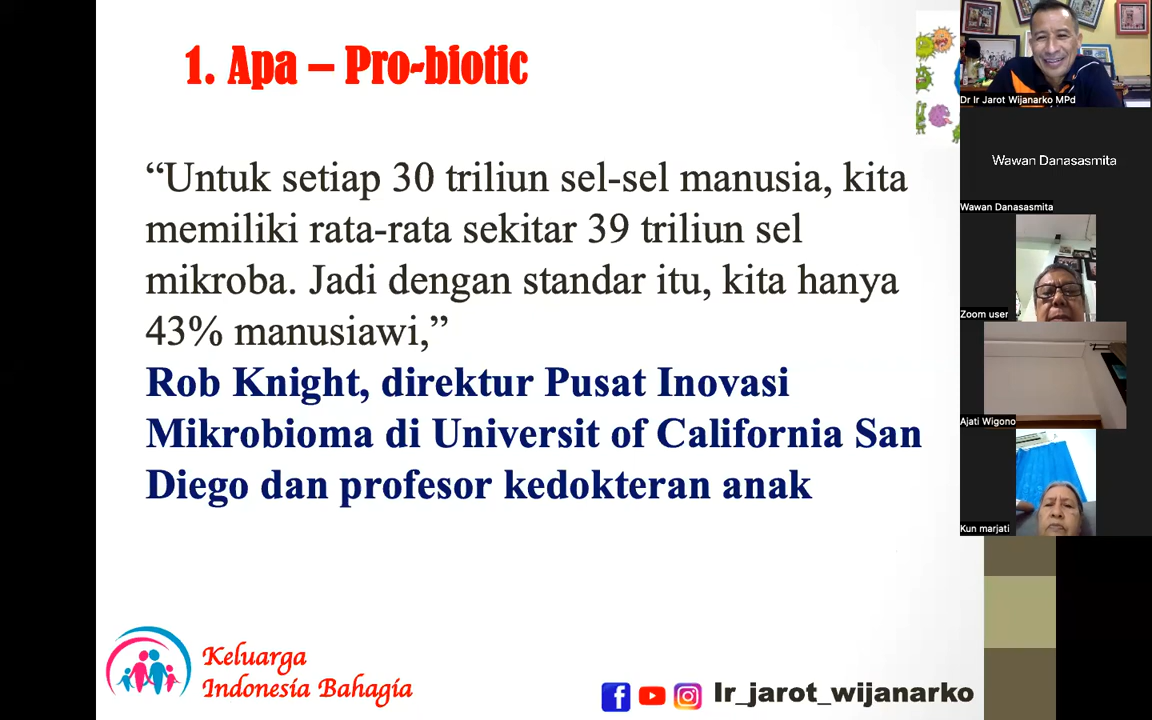 1. Apa – Pro-biotic
“Untuk setiap 30 triliun sel-sel manusia, kita
memiliki rata-rata sekitar 39 triliun sel
mikroba. Jadi dengan standar itu, kita hanya
43% manusiawi,”
Rob Knight, direktur Pusat Inovasi
Mikrobioma di Universit of California San
Diego dan profesor kedokteran anak
Keluarga
Indonesia Bahagia
Ir_jarot_wijanarko
Dr Ir Jarot Wijanarko MPd
Wawan Danasasmita
Wawan Danasasmita
Zoom user
Ajati Wigono
Kun marjati